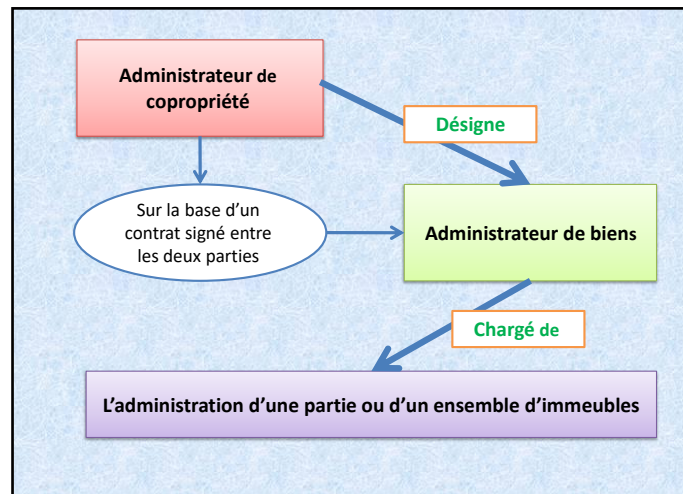 Administrateur de
copropriété
Désigne
Sur la base d'un
contrat signé entre
les deux parties
Administrateur de biens
Chargé de
L'administration d'une partie ou d'un ensemble d'immeubles